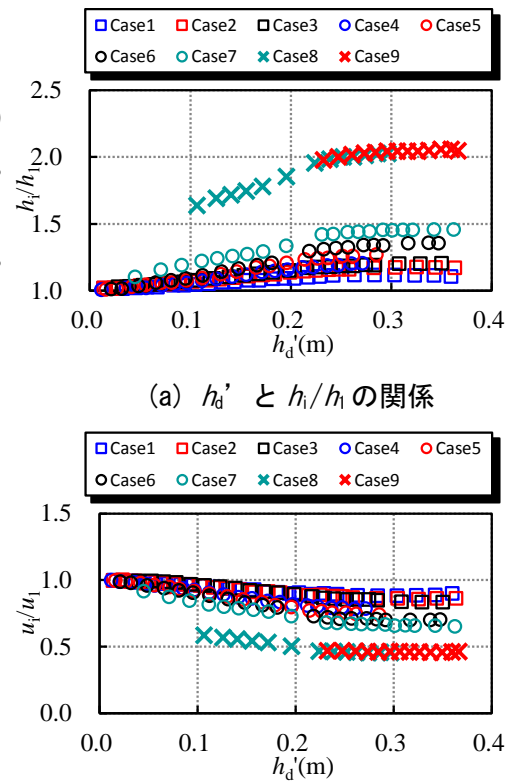 Case1 Case2 Case3 Case4 Case5
Case6 Case7 Case8 Case9
2.5
2.0
1.5
1.0
hi/h1
0.0 0.1 0.2 0.3 0.4
hd'(m)
(a) hd’ と hi/h1 の関係
Case1 Case2 Case3 Case4 Case5
Case6 Case7 Case8 Case9
1.5
1.0
0.5
0.0
ui/u1
0.0 0.1 0.2 0.3 0.4
hd'(m)